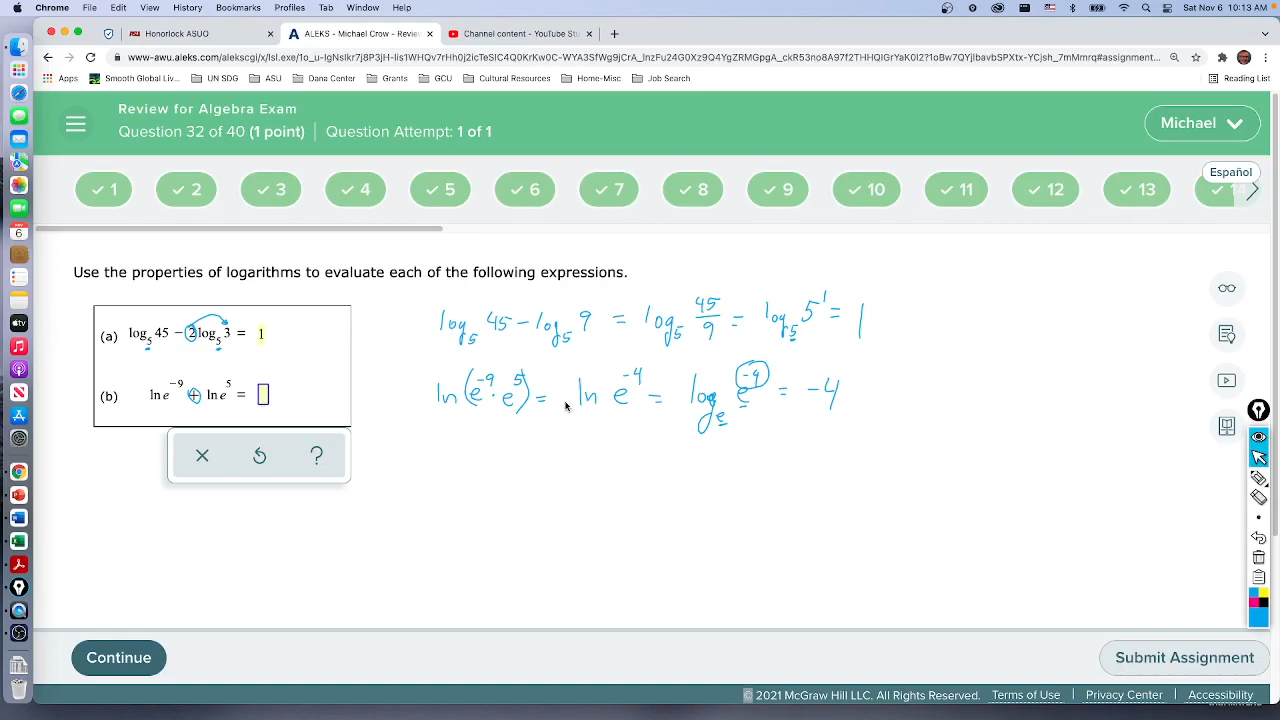 Chrome File Edit View History Bookmarks Profiles Tab Window Help Sat Nov 6 10:13 AM
Honorlock ASUO × ALEKS - Michael Crow - Revie × Channel content - YouTube Stu × +
Apps Smooth Global Liv... UN SDG ASU Dana Center Grants GCU Cultural Resources Home-Misc Job Search Reading List
Review for Algebra Exam
Question 32 of 40 (1 point) | Question Attempt: 1 of 1
Michael
Español
✓ 1 ✓ 2 ✓ 3 ✓ 4 ✓ 5 ✓ 6 ✓ 7 ✓ 8 ✓ 9 ✓ 10 ✓ 11 ✓ 12 ✓ 13 ✓ 14
Use the properties of logarithms to evaluate each of the following expressions.
(a) log₅ 45 − 2 log₅ 3 = 1
log₅ 45 − log₅ 9 = log₅ 45/9 = log₅ 5¹ = 1
(b) ln e⁻⁹ + ln e⁵ =
ln(e⁻⁹ · e⁵) = ln e⁻⁴ = logₑ e⁻⁴ = −4
× ?
Continue
Submit Assignment
© 2021 McGraw Hill LLC. All Rights Reserved. Terms of Use | Privacy Center | Accessibility